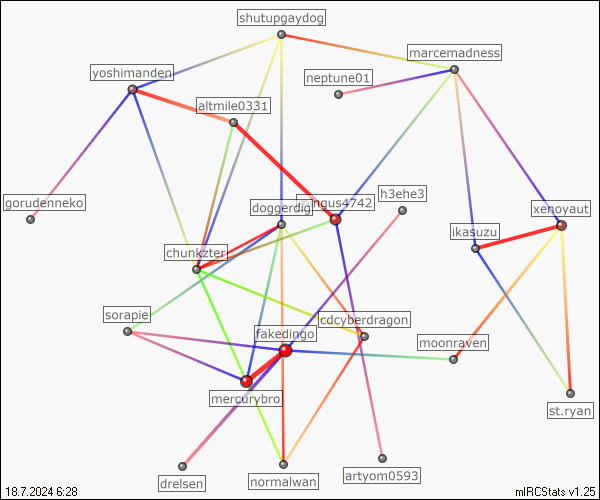 shutupgaydog
marcemadness
yoshimanden
neptune01
altmile0331
gorudenneko
h3ehe3
doggerdig
xenoyaut
ikasuzu
chunkzter
sorapie
cdcyberdragon
fakedingo
moonraven
mercurybro
st.ryan
drelsen
normalwan
artyom0593
18.7.2024 6:28
mIRCStats v1.25